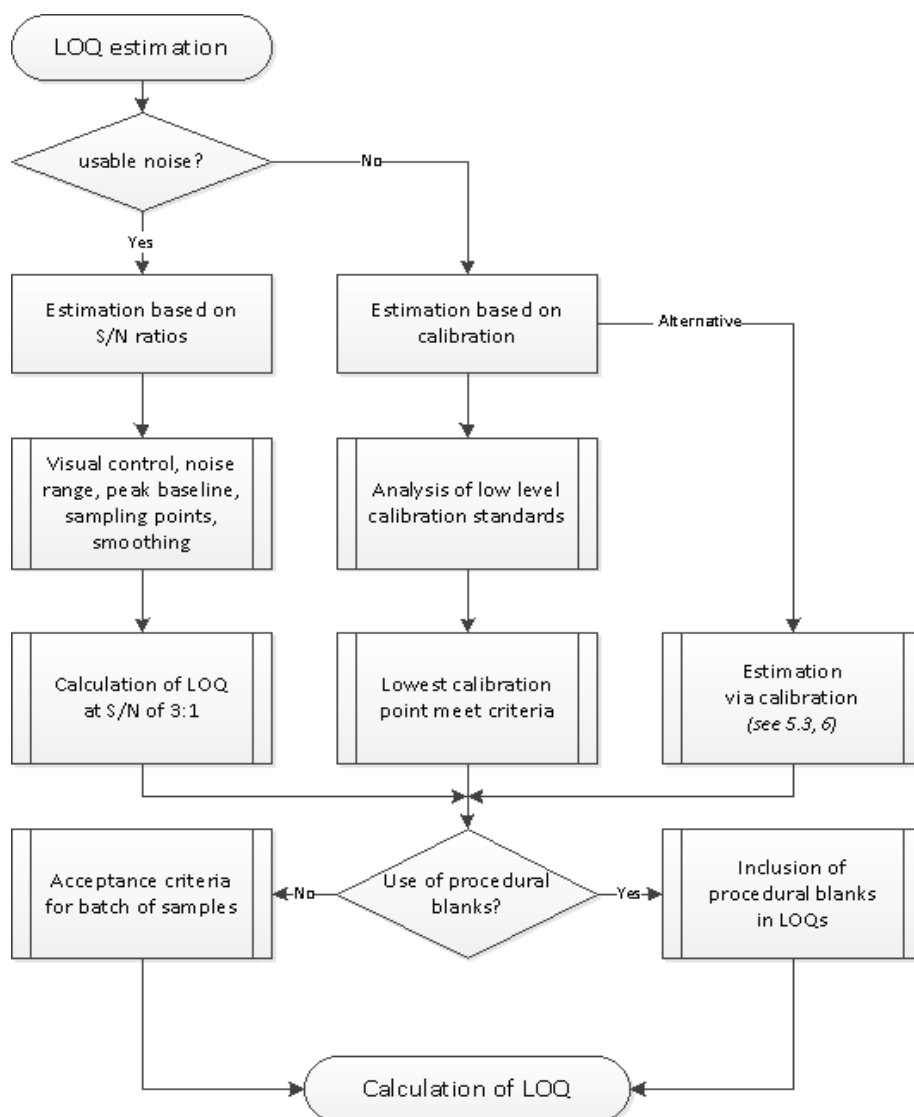 LOQ estimation
usable noise?
No
Yes
Estimation based on
S/N ratios
Estimation based on
calibration
Alternative
Visual control, noise
range, peak baseline,
sampling points,
smoothing
Analysis of low level
calibration standards
Calculation of LOQ
at S/N of 3:1
Lowest calibration
point meet criteria
Estimation
via calibration
(see 5.3, 6)
Acceptance criteria
for batch of samples
No
Use of procedural
blanks?
Yes
Inclusion of
procedural blanks
in LOQs
Calculation of LOQ